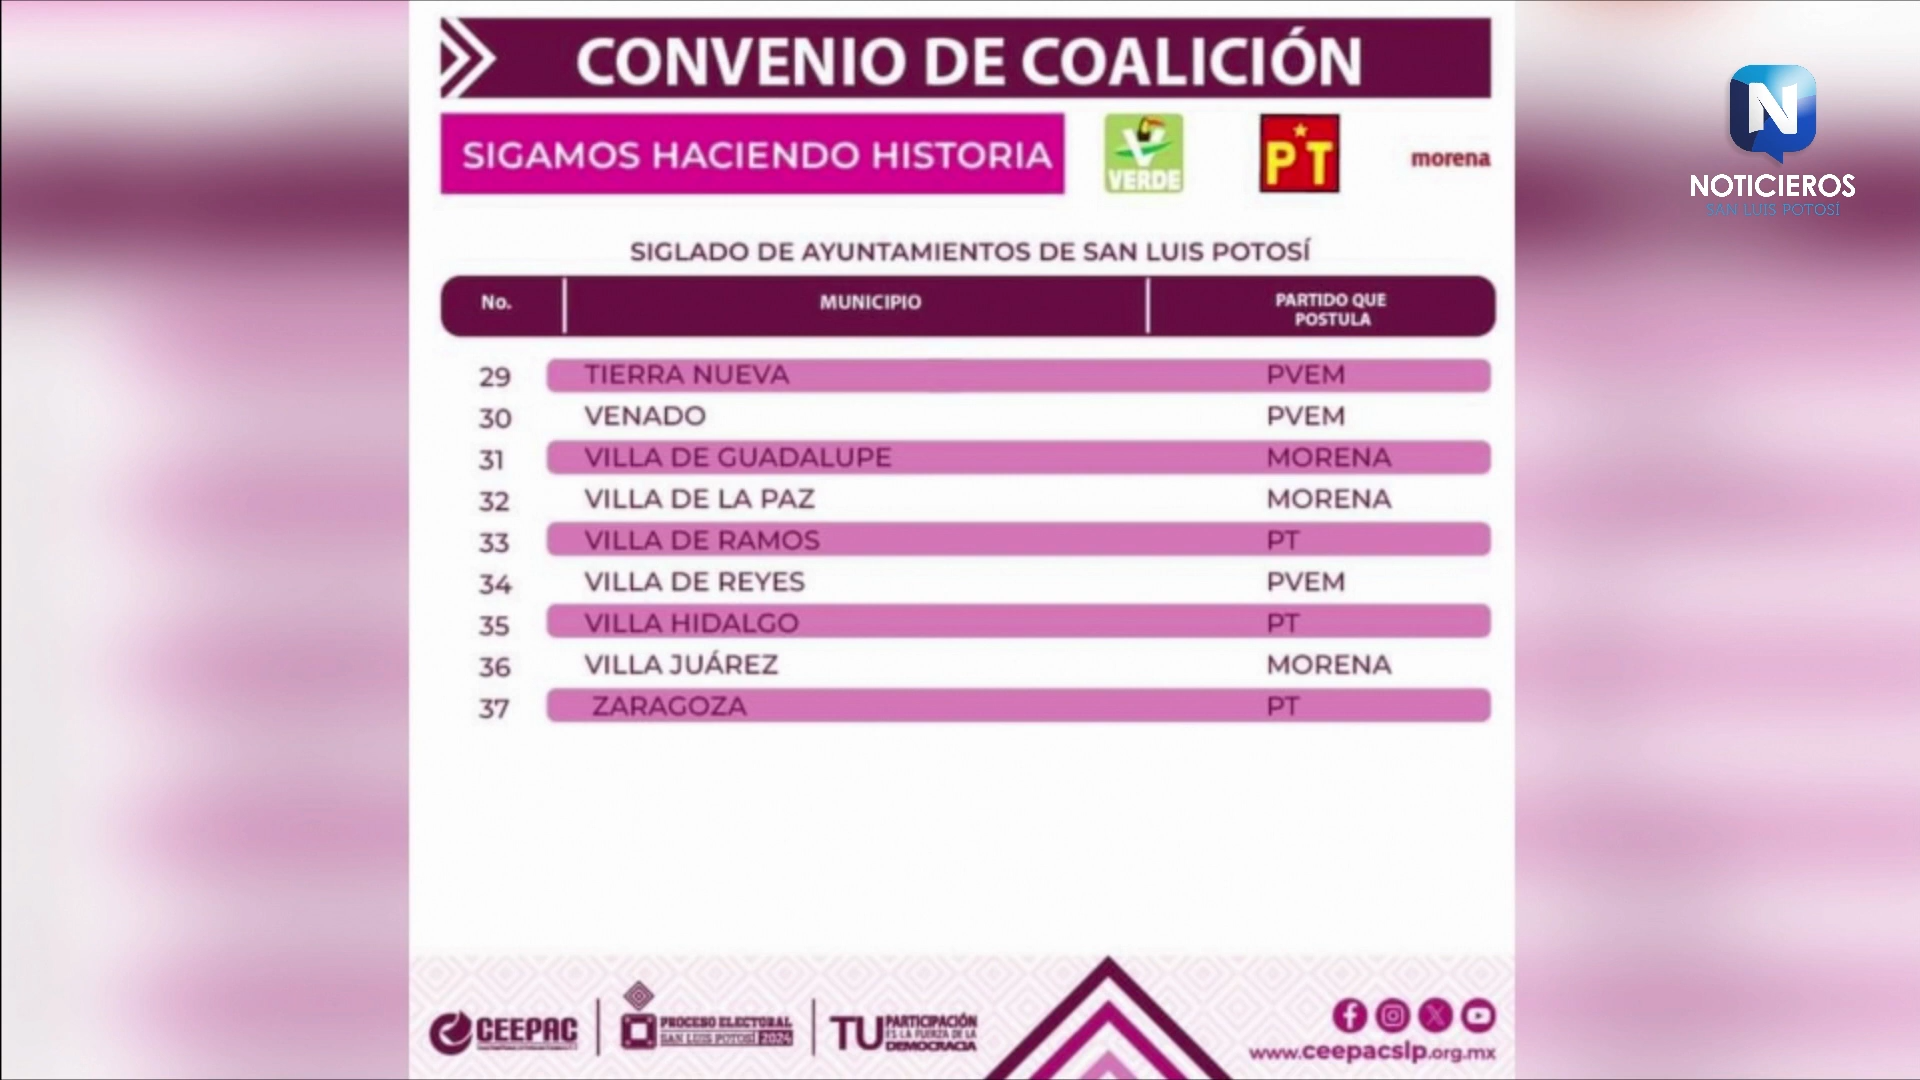 CONVENIO DE COALICIÓN
SIGAMOS HACIENDO HISTORIA
VERDE
PT
morena
NOTICIEROS
SAN LUIS POTOSÍ
SIGLADO DE AYUNTAMIENTOS DE SAN LUIS POTOSÍ
No. MUNICIPIO PARTIDO QUE POSTULA
29 TIERRA NUEVA PVEM
30 VENADO PVEM
31 VILLA DE GUADALUPE MORENA
32 VILLA DE LA PAZ MORENA
33 VILLA DE RAMOS PT
34 VILLA DE REYES PVEM
35 VILLA HIDALGO PT
36 VILLA JUÁREZ MORENA
37 ZARAGOZA PT
CEEPAC
PROCESO ELECTORAL
SAN LUIS POTOSÍ 2024
TU PARTICIPACIÓN
ES LA FUERZA DE LA
DEMOCRACIA
www.ceepacslp.org.mx